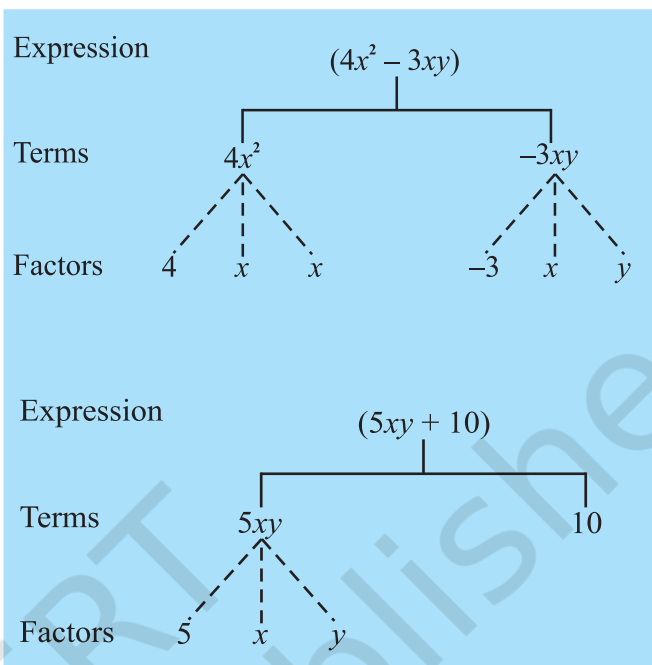 Expression (4x² – 3xy)
Terms 4x² –3xy
Factors 4 x x –3 x y
Expression (5xy + 10)
Terms 5xy 10
Factors 5 x y